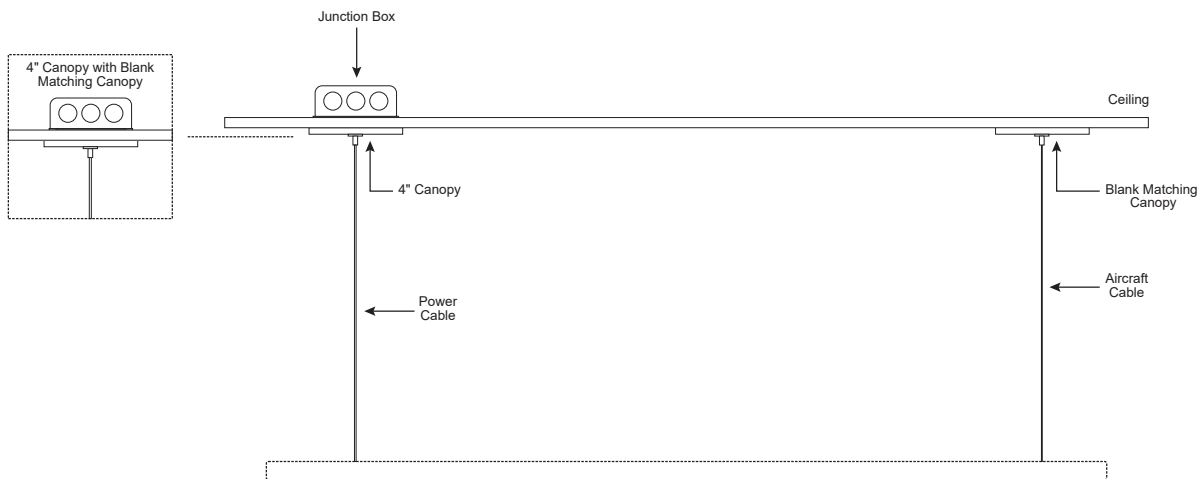 Junction Box
4" Canopy with Blank
Matching Canopy
Ceiling
4" Canopy
Blank Matching
Canopy
Power
Cable
Aircraft
Cable